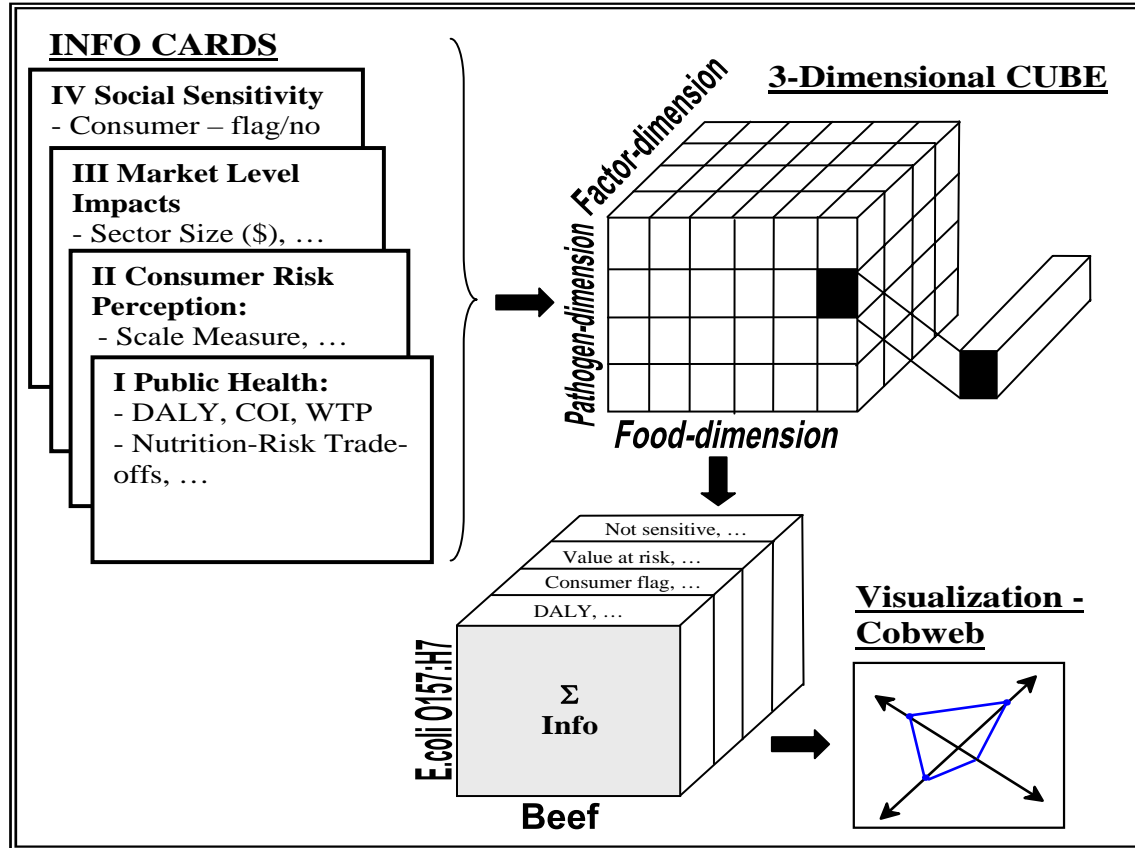 INFO CARDS
IV Social Sensitivity
- Consumer – flag/no
III Market Level
Impacts
- Sector Size ($), …
II Consumer Risk
Perception:
- Scale Measure, …
I Public Health:
- DALY, COI, WTP
- Nutrition-Risk Trade-
offs, …
3-Dimensional CUBE
Factor-dimension
Pathogen-dimension
Food-dimension
Not sensitive, …
Value at risk, …
Consumer flag, …
DALY, …
E.coli O157:H7
Σ
Info
Beef
Visualization -
Cobweb